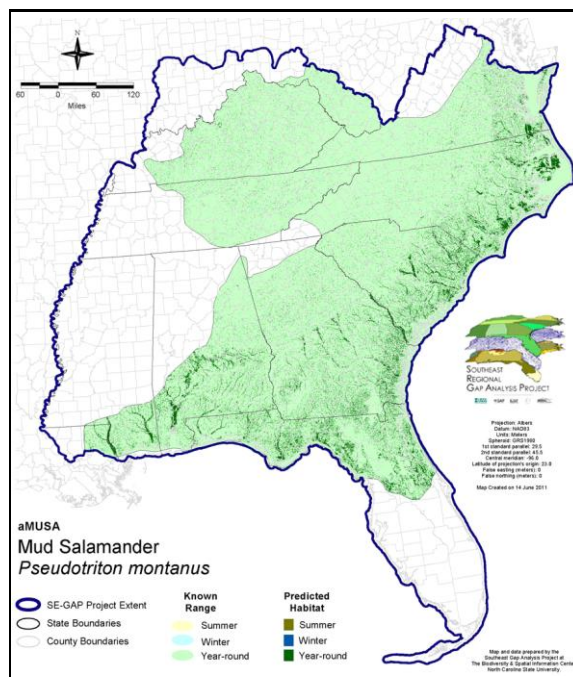 60 0 60 120
Miles
SOUTHEAST
REGIONAL
GAP ANALYSIS PROJECT
Projection: Albers
Datum: NAD83
Units: Meters
Spheroid: GRS1980
1st standard parallel: 29.5
2nd standard parallel: 45.5
Central meridian: -96.0
Latitude of projection's origin: 23.0
False easting (meters): 0
False northing (meters): 0
Map Created on 14 June 2011
aMUSA
Mud Salamander
Pseudotriton montanus
SE-GAP Project Extent
State Boundaries
County Boundaries
Known
Range
Summer
Winter
Year-round
Predicted
Habitat
Summer
Winter
Year-round
Map and data prepared by the
Southeast Gap Analysis Project at
The Biodiversity & Spatial Information Center
North Carolina State University.